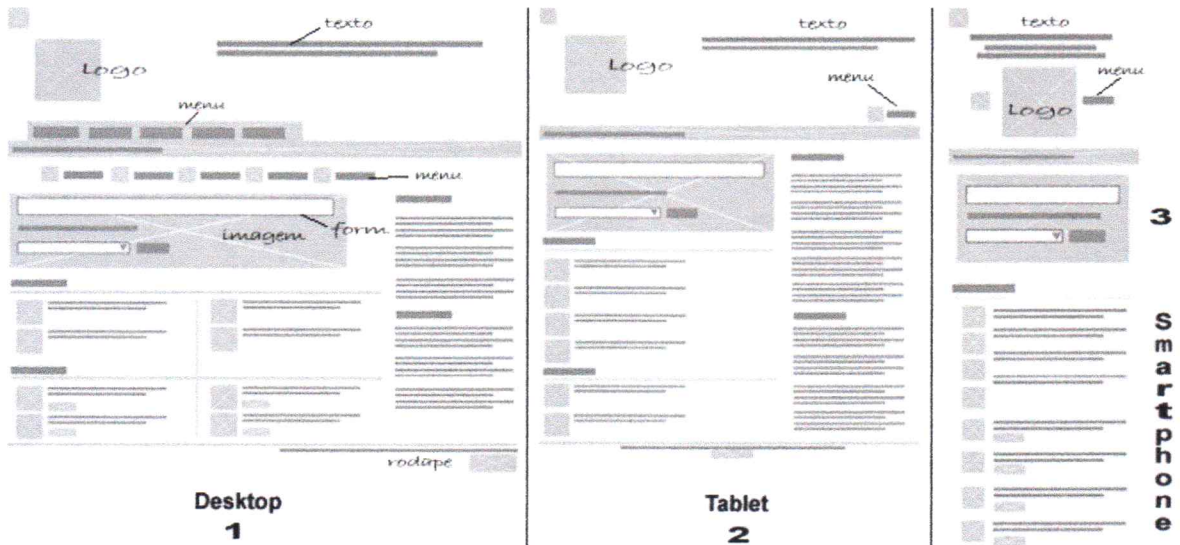 texto
Logo
menu
menu
form
imagem
rodape
Desktop
1
texto
Logo
menu
Tablet
2
texto
menu
Logo
3
Smartphone